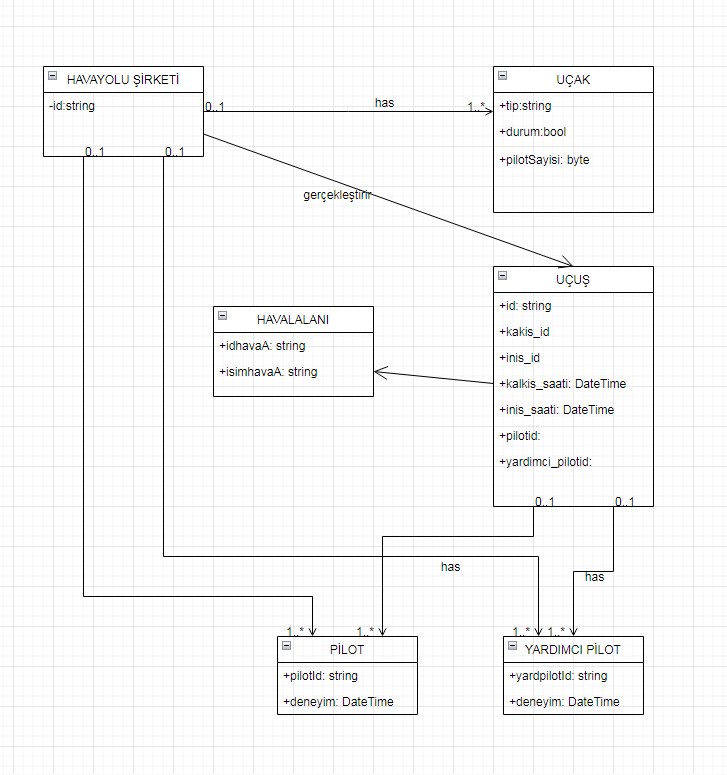 HAVAYOLU ŞİRKETİ
-id:string
0..1
0..1
0..1
has
1..*
UÇAK
+tip:string
+durum:bool
+pilotSayisi: byte
gerçekleştirir
UÇUŞ
+id: string
+kakis_id
+inis_id
+kalkis_saati: DateTime
+inis_saati: DateTime
+pilotid:
+yardimci_pilotid:
0..1
0..1
HAVALALANI
+idhavaA: string
+isimhavaA: string
has
has
1..*
1..*
1..*
1..*
PİLOT
+pilotId: string
+deneyim: DateTime
YARDIMCI PİLOT
+yardpilotId: string
+deneyim: DateTime